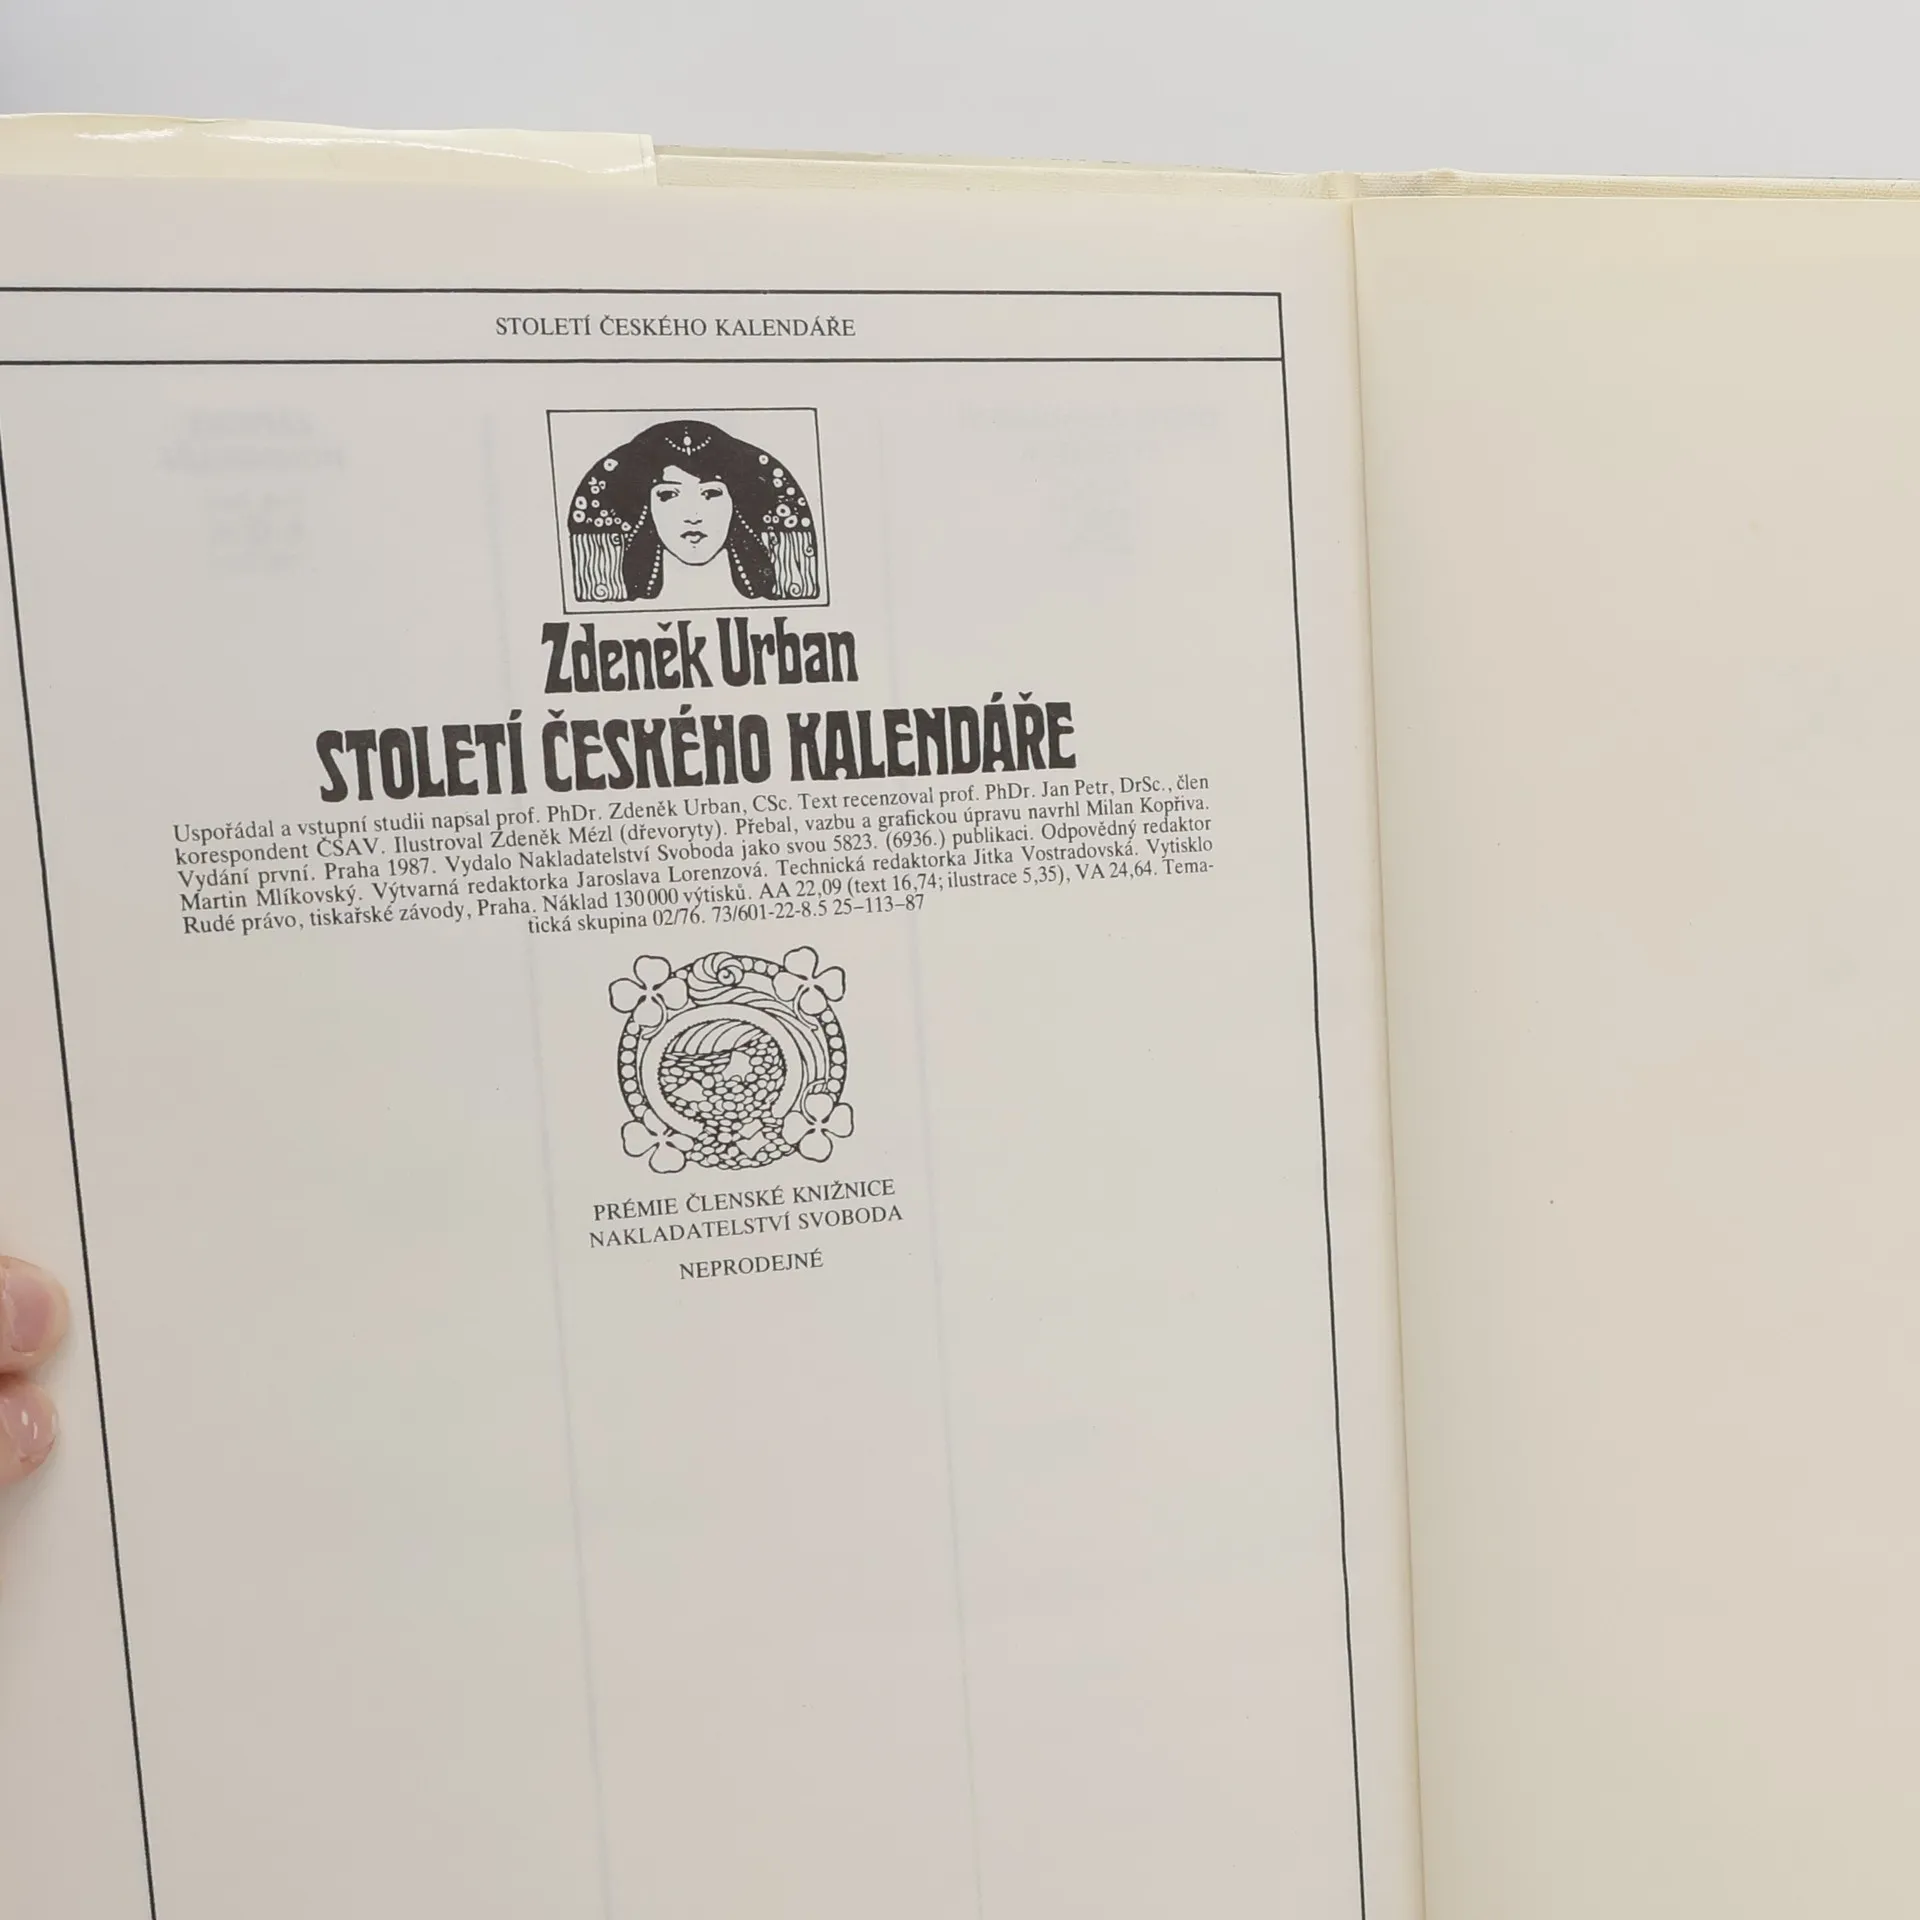 STOLETÍ ČESKÉHO KALENDÁŘE
Zdeněk Urban
STOLETÍ ČESKÉHO KALENDÁŘE
Uspořádal a vstupní studii napsal prof. PhDr. Zdeněk Urban, CSc. Text recenzoval prof. PhDr. Jan Petr, DrSc., člen
korespondent ČSAV. Ilustroval Zdeněk Mézl (dřevoryty). Přebal, vazbu a grafickou úpravu navrhl Milan Kopřiva.
Vydání první. Praha 1987. Vydalo Nakladatelství Svoboda jako svou 5823. (6936.) publikaci. Odpovědný redaktor
Martin Mlíkovský. Výtvarná redaktorka Jaroslava Lorenzová. Technická redaktorka Jitka Vostradovská. Vytisklo
Rudé právo, tiskařské závody, Praha. Náklad 130 000 výtisků. AA 22,09 (text 16,74; ilustrace 5,35), VA 24,64. Tema-
tická skupina 02/76. 73/601-22-8.5 25–113–87
PRÉMIE ČLENSKÉ KNIŽNICE
NAKLADATELSTVÍ SVOBODA
NEPRODEJNÉ